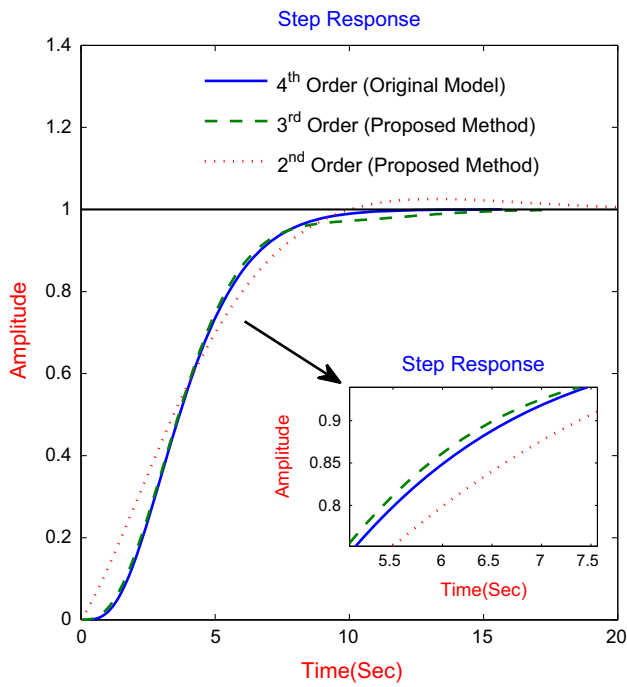 Step Response
1.4
1.2
1
0.8
0.6
0.4
0.2
0
Amplitude
4th Order (Original Model)
3rd Order (Proposed Method)
2nd Order (Proposed Method)
Step Response
0.9
0.85
0.8
Amplitude
5.5 6 6.5 7 7.5
Time(Sec)
0 5 10 15 20
Time(Sec)